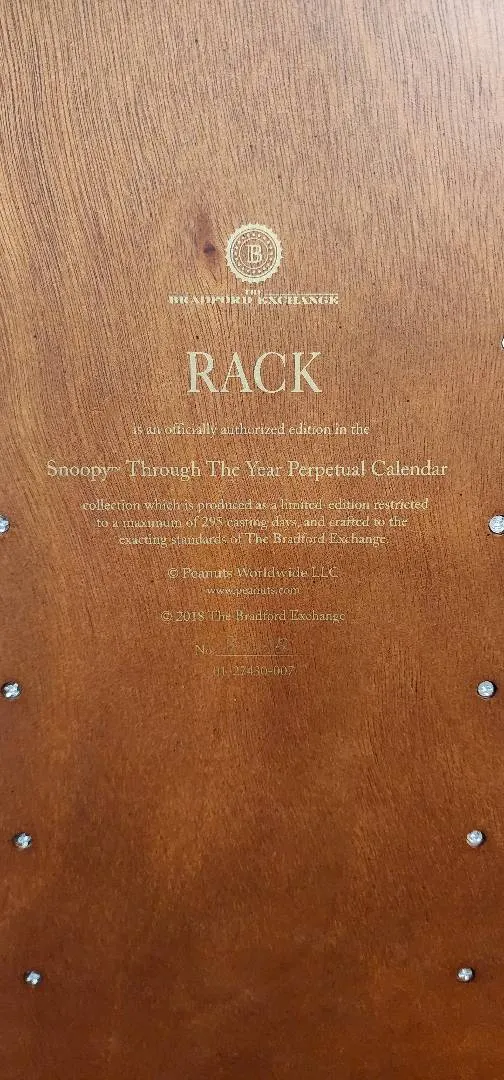 B
THE
BRADFORD EXCHANGE
RACK
is an officially authorized edition in the
Snoopy™ Through The Year Perpetual Calendar
collection which is produced as a limited-edition restricted
to a maximum of 295 casting days, and crafted to the
exacting standards of The Bradford Exchange.
© Peanuts Worldwide LLC
www.peanuts.com
© 2018 The Bradford Exchange
No.
01-27430-007